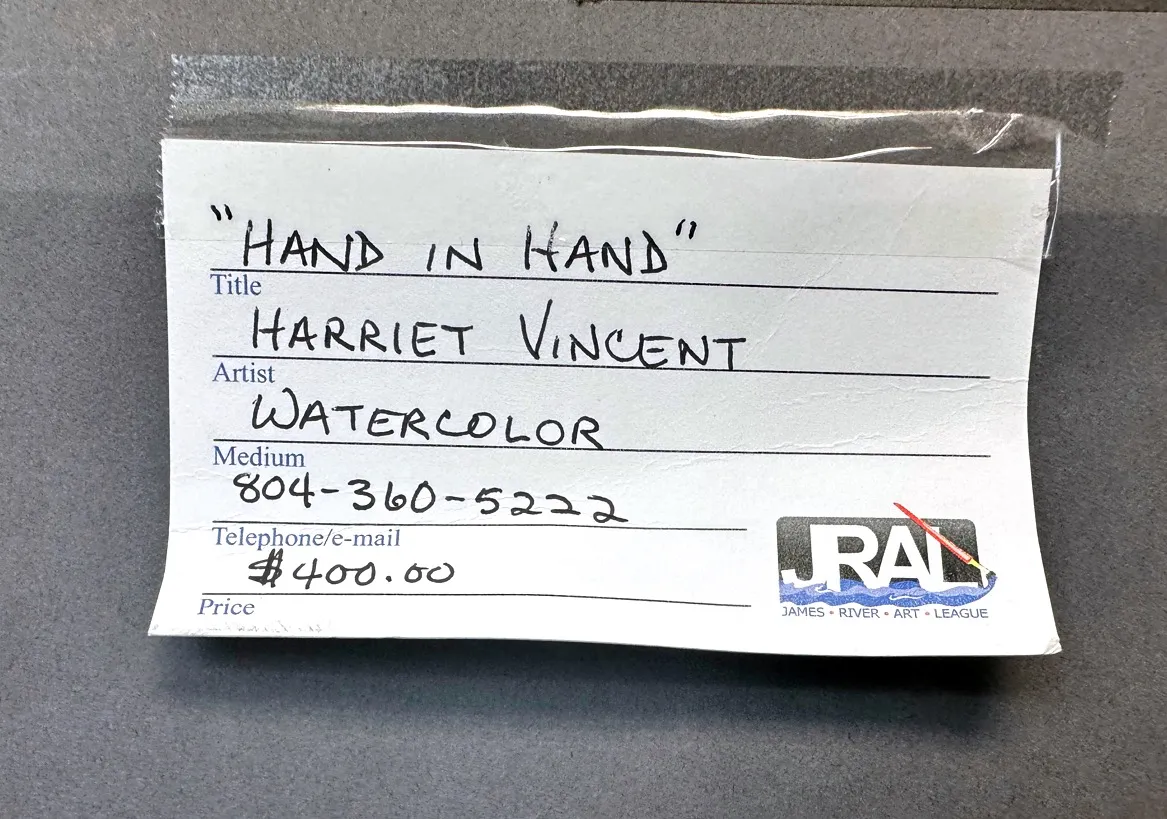 "HAND IN HAND"
Title
HARRIET VINCENT
Artist
WATERCOLOR
Medium
804-360-5222
Telephone/e-mail
$400.00
Price
JRAL
JAMES • RIVER • ART • LEAGUE